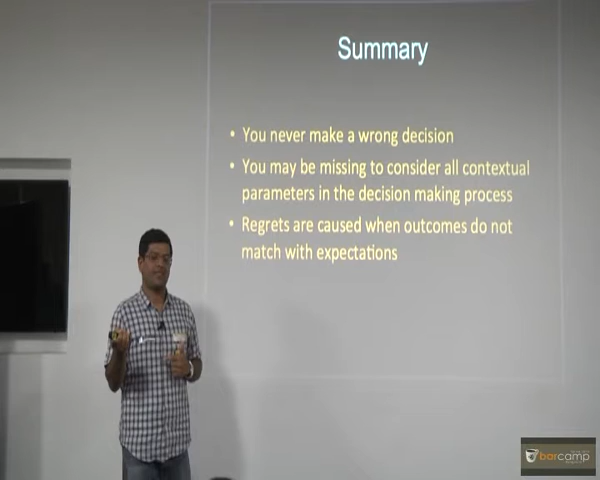 Summary
• You never make a wrong decision
• You may be missing to consider all contextual
parameters in the decision making process
• Regrets are caused when outcomes do not
match with expectations
barcamp